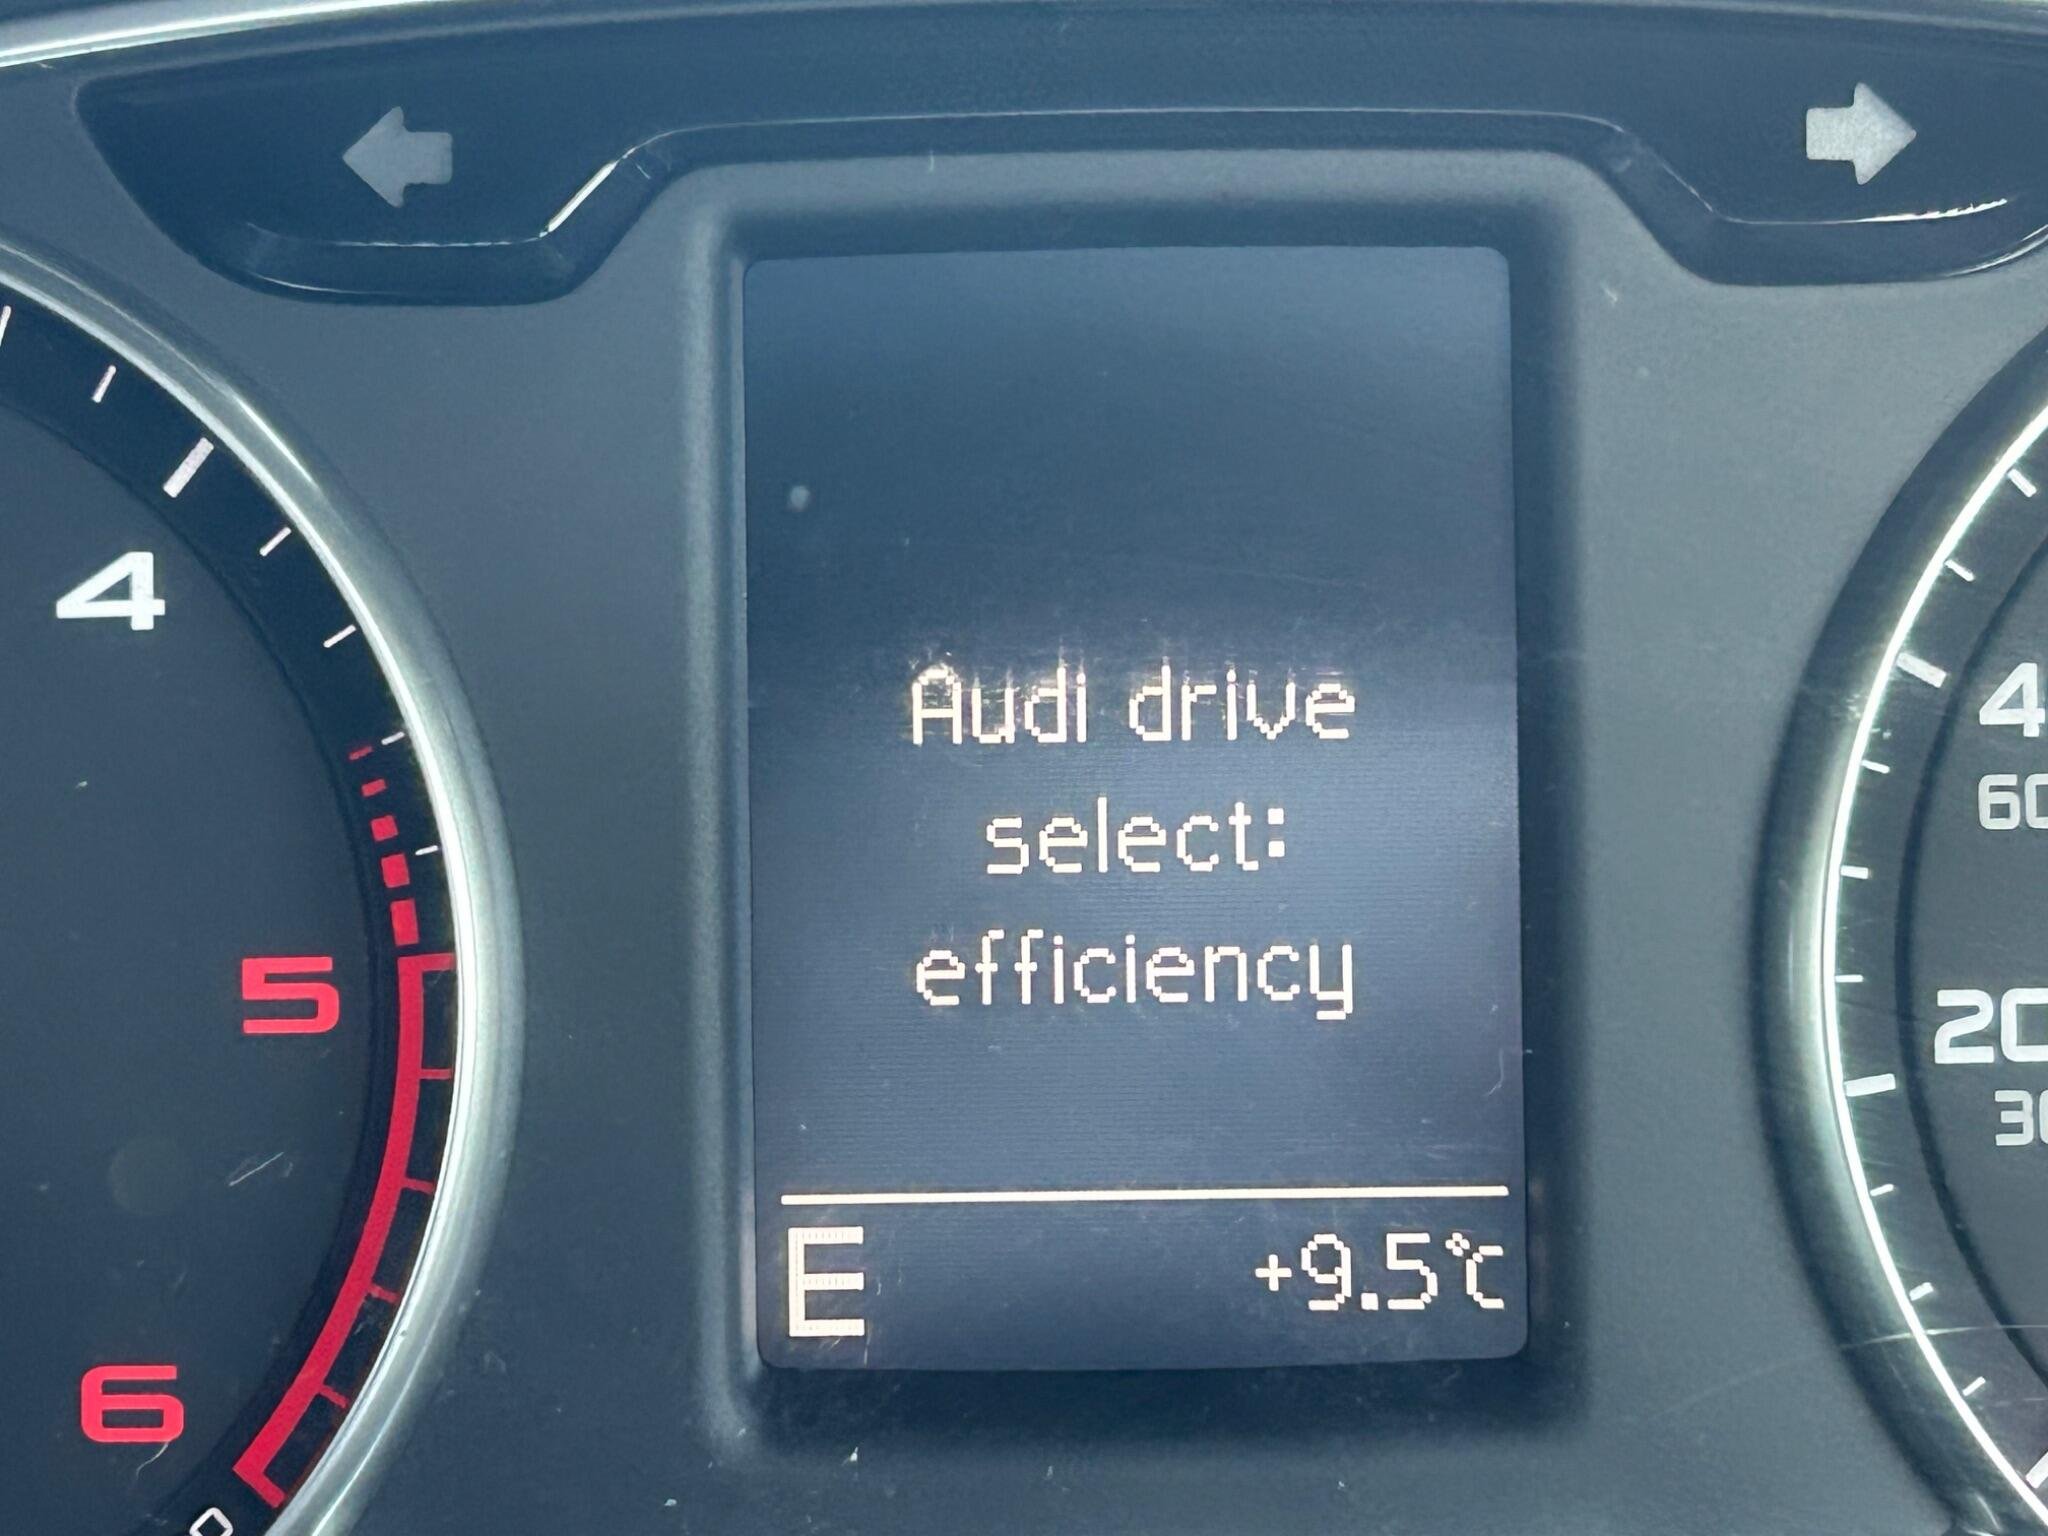 4
5
6
Audi drive
select:
efficiency
E +9.5°C